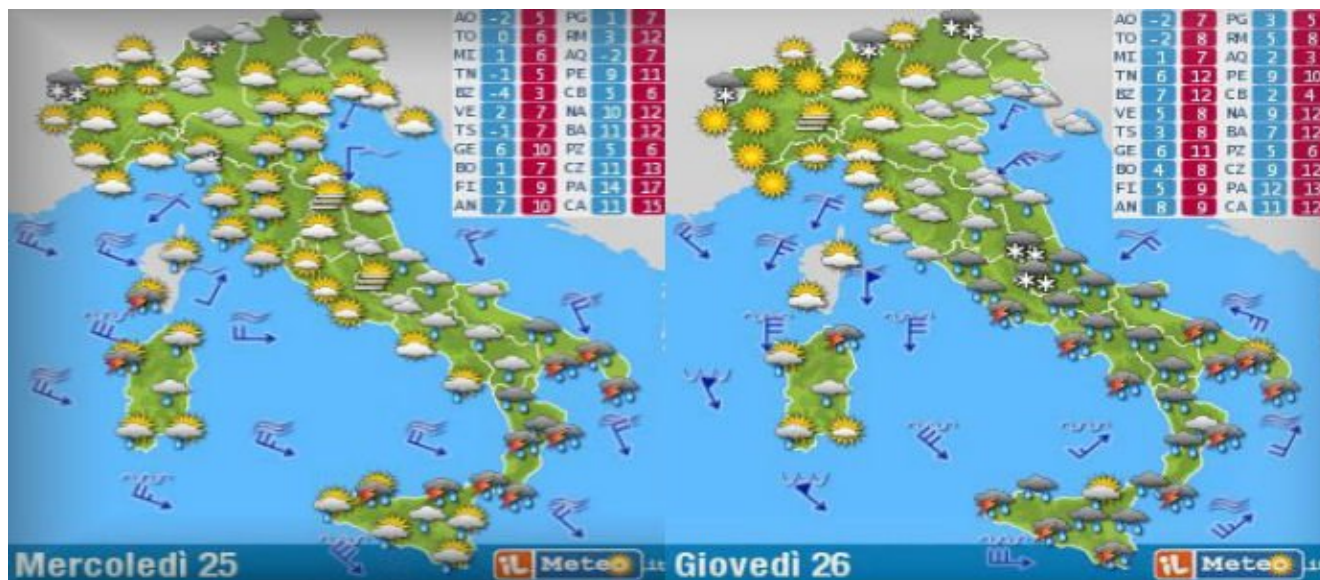 AO -2 5 PG 1 7
TO 0 6 RM 3 12
MI 1 6 AQ -2 7
TN -1 5 PE 9 11
BZ -4 3 CB 5 6
VE 2 7 NA 10 12
TS -1 7 BA 11 12
GE 6 10 PZ 5 6
BO 1 7 CZ 11 13
FI 1 9 PA 14 17
AN 7 10 CA 11 15
Mercoledì 25
iL Meteo.it
AO -2 7 PG 3 5
TO -2 8 RM 5 8
MI 1 7 AQ 2 3
TN 6 12 PE 9 10
BZ 7 12 CB 2 4
VE 5 8 NA 9 12
TS 3 8 BA 7 12
GE 6 11 PZ 5 6
BO 4 8 CZ 9 12
FI 5 9 PA 12 13
AN 8 9 CA 11 12
Giovedì 26
iL Meteo.i